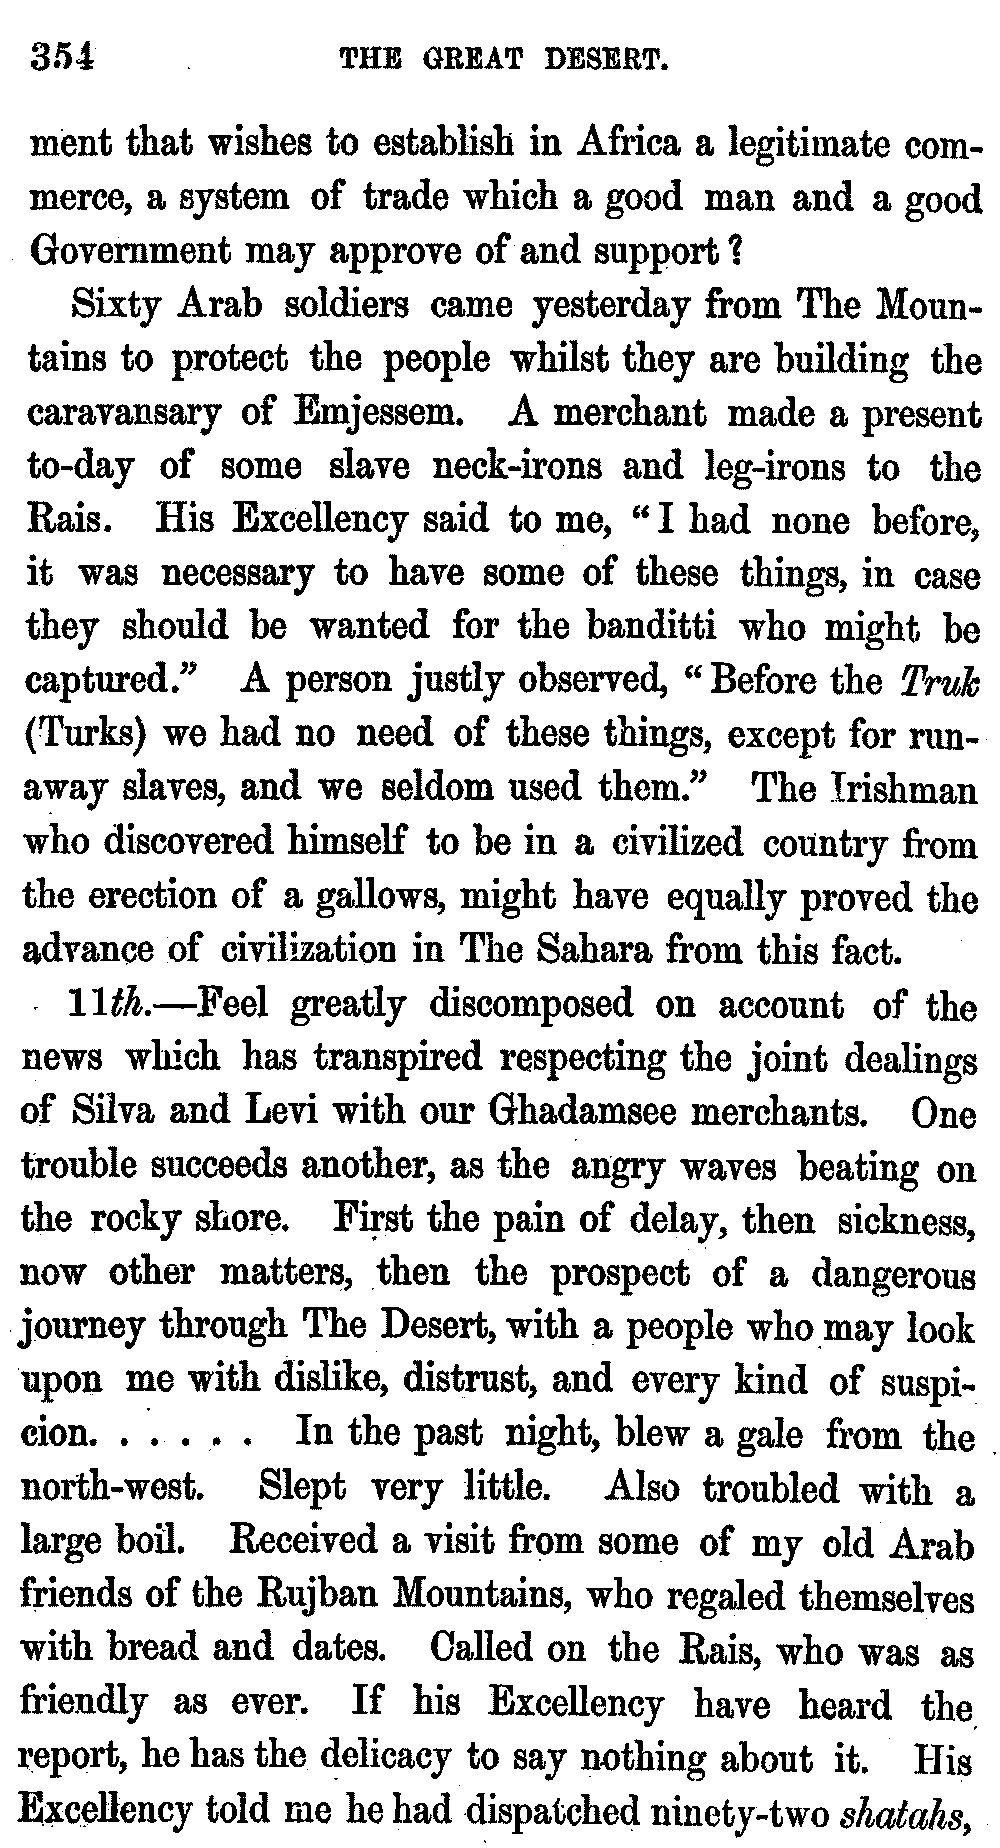 354 THE GREAT DESERT.
ment that wishes to establish in Africa a legitimate com-
merce, a system of trade which a good man and a good
Government may approve of and support?
Sixty Arab soldiers came yesterday from The Moun-
tains to protect the people whilst they are building the
caravansary of Emjessem. A merchant made a present
to-day of some slave neck-irons and leg-irons to the
Rais. His Excellency said to me, “I had none before,
it was necessary to have some of these things, in case
they should be wanted for the banditti who might be
captured.” A person justly observed, “Before the Truk
(Turks) we had no need of these things, except for run-
away slaves, and we seldom used them.” The Irishman
who discovered himself to be in a civilized country from
the erection of a gallows, might have equally proved the
advance of civilization in The Sahara from this fact.
11th.—Feel greatly discomposed on account of the
news which has transpired respecting the joint dealings
of Silva and Levi with our Ghadamsee merchants. One
trouble succeeds another, as the angry waves beating on
the rocky shore. First the pain of delay, then sickness,
now other matters, then the prospect of a dangerous
journey through The Desert, with a people who may look
upon me with dislike, distrust, and every kind of suspi-
cion. . . . . . . In the past night, blew a gale from the
north-west. Slept very little. Also troubled with a
large boil. Received a visit from some of my old Arab
friends of the Rujban Mountains, who regaled themselves
with bread and dates. Called on the Rais, who was as
friendly as ever. If his Excellency have heard the
report, he has the delicacy to say nothing about it. His
Excellency told me he had dispatched ninety-two shatahs,